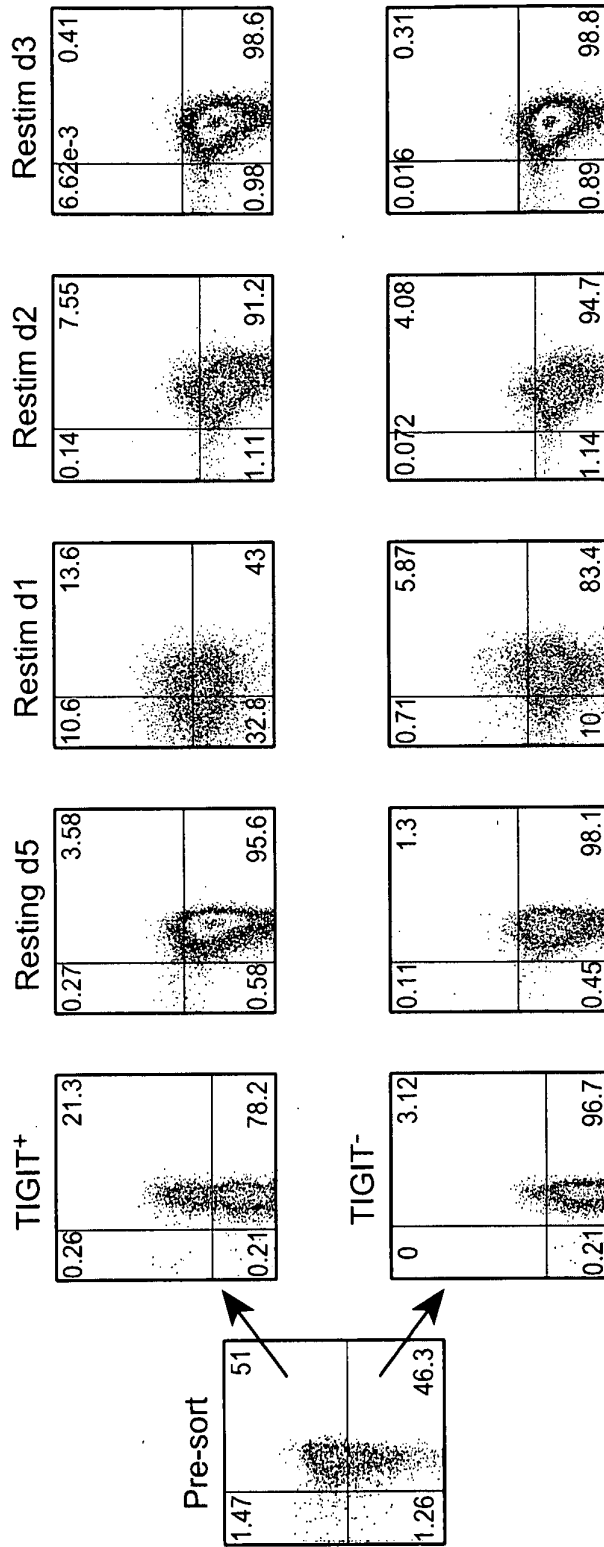 Pre-sort
1.47 51
1.26 46.3
TIGIT+
0.26 21.3
0.21 78.2
Resting d5
0.27 3.58
0.58 95.6
Restim d1
10.6 13.6
32.8 43
Restim d2
0.14 7.55
1.11 91.2
Restim d3
6.62e-3 0.41
0.98 98.6
TIGIT-
0 3.12
0.21 96.7
0.11 1.3
0.45 98.1
0.71 5.87
10 83.4
0.072 4.08
1.14 94.7
0.016 0.31
0.89 98.8